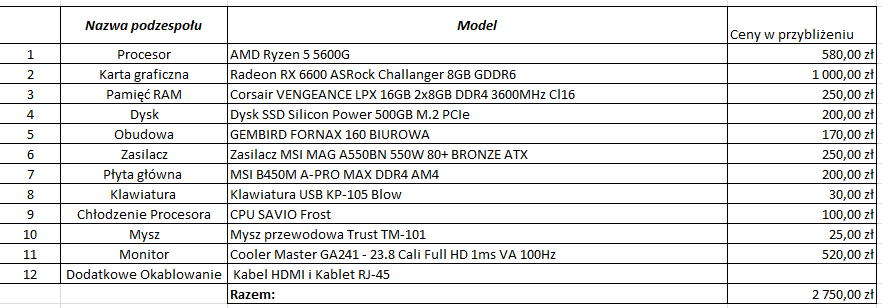 Nazwa podzespołu Model Ceny w przybliżeniu
1 Procesor AMD Ryzen 5 5600G 580,00 zł
2 Karta graficzna Radeon RX 6600 ASRock Challanger 8GB GDDR6 1 000,00 zł
3 Pamięć RAM Corsair VENGEANCE LPX 16GB 2x8GB DDR4 3600MHz Cl16 250,00 zł
4 Dysk Dysk SSD Silicon Power 500GB M.2 PCIe 200,00 zł
5 Obudowa GEMBIRD FORNAX 160 BIUROWA 170,00 zł
6 Zasilacz Zasilacz MSI MAG A550BN 550W 80+ BRONZE ATX 250,00 zł
7 Płyta główna MSI B450M A-PRO MAX DDR4 AM4 200,00 zł
8 Klawiatura Klawiatura USB KP-105 Blow 30,00 zł
9 Chłodzenie Procesora CPU SAVIO Frost 100,00 zł
10 Mysz Mysz przewodowa Trust TM-101 25,00 zł
11 Monitor Cooler Master GA241 - 23.8 Cali Full HD 1ms VA 100Hz 520,00 zł
12 Dodatkowe Okablowanie Kabel HDMI i Kablet RJ-45
Razem: 2 750,00 zł